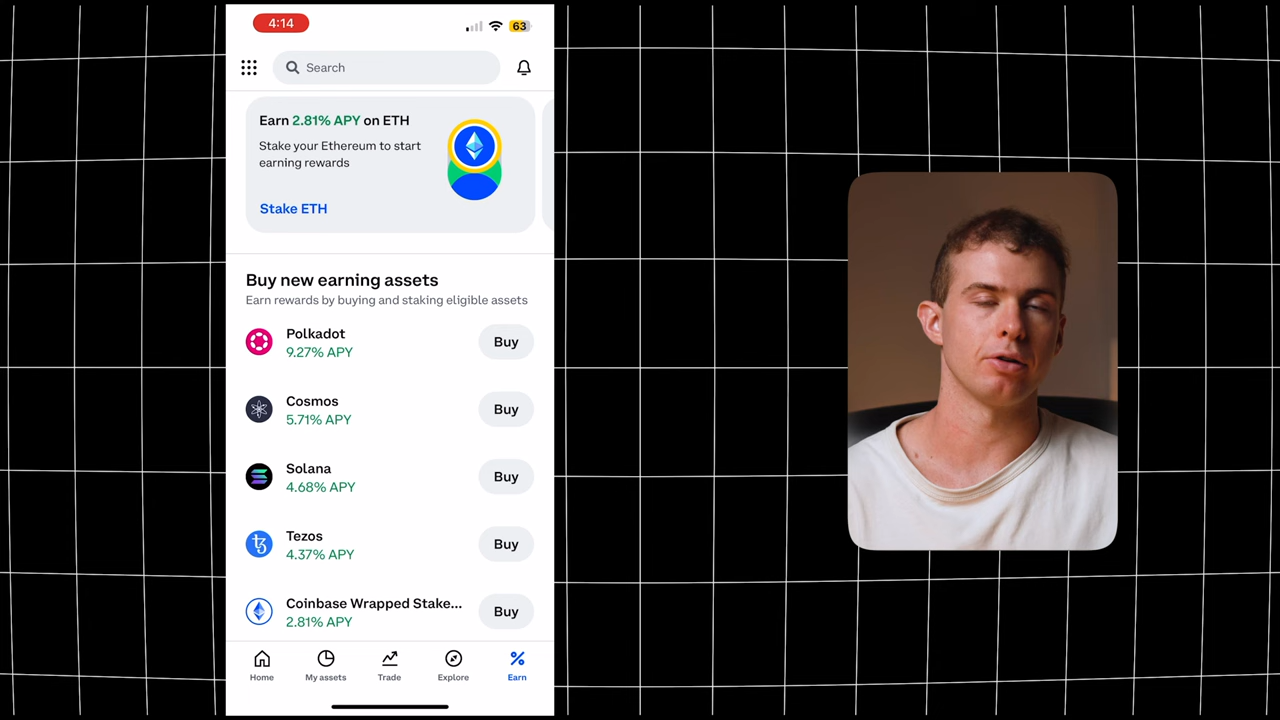 4:14
63
Search
Earn 2.81% APY on ETH
Stake your Ethereum to start
earning rewards
Stake ETH
Buy new earning assets
Earn rewards by buying and staking eligible assets
Polkadot
9.27% APY
Buy
Cosmos
5.71% APY
Buy
Solana
4.68% APY
Buy
Tezos
4.37% APY
Buy
Coinbase Wrapped Stake...
2.81% APY
Buy
Home
My assets
Trade
Explore
Earn